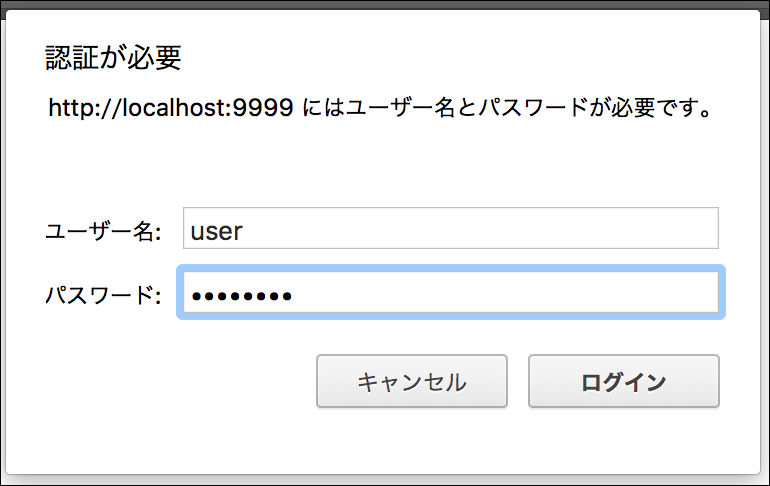 認証が必要
http://localhost:9999 にはユーザー名とパスワードが必要です。
ユーザー名: user
パスワード: ••••••••
キャンセル ログイン